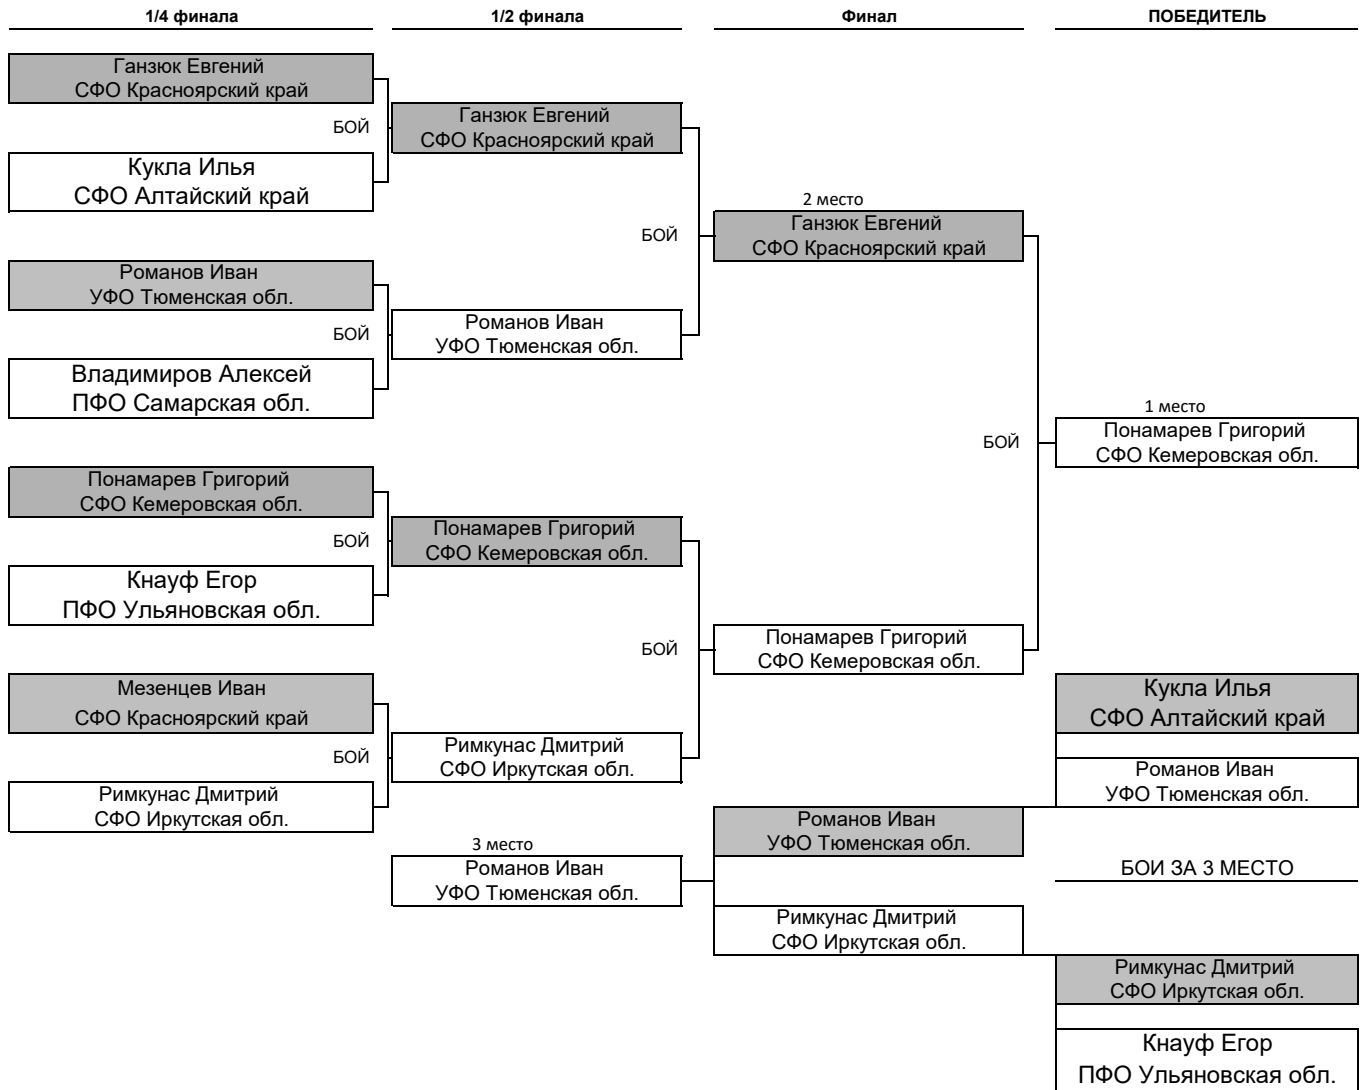 1/4 финала
1/2 финала
Финал
ПОБЕДИТЕЛЬ
Ганзюк Евгений
СФО Красноярский край
БОЙ
Кукла Илья
СФО Алтайский край
Ганзюк Евгений
СФО Красноярский край
Романов Иван
УФО Тюменская обл.
БОЙ
Владимиров Алексей
ПФО Самарская обл.
Романов Иван
УФО Тюменская обл.
БОЙ
2 место
Ганзюк Евгений
СФО Красноярский край
Понамарев Григорий
СФО Кемеровская обл.
БОЙ
Кнауф Егор
ПФО Ульяновская обл.
Понамарев Григорий
СФО Кемеровская обл.
Мезенцев Иван
СФО Красноярский край
БОЙ
Римкунас Дмитрий
СФО Иркутская обл.
Римкунас Дмитрий
СФО Иркутская обл.
БОЙ
Понамарев Григорий
СФО Кемеровская обл.
БОЙ
1 место
Понамарев Григорий
СФО Кемеровская обл.
Кукла Илья
СФО Алтайский край
Романов Иван
УФО Тюменская обл.
3 место
Романов Иван
УФО Тюменская обл.
Романов Иван
УФО Тюменская обл.
Римкунас Дмитрий
СФО Иркутская обл.
БОИ ЗА 3 МЕСТО
Римкунас Дмитрий
СФО Иркутская обл.
Кнауф Егор
ПФО Ульяновская обл.